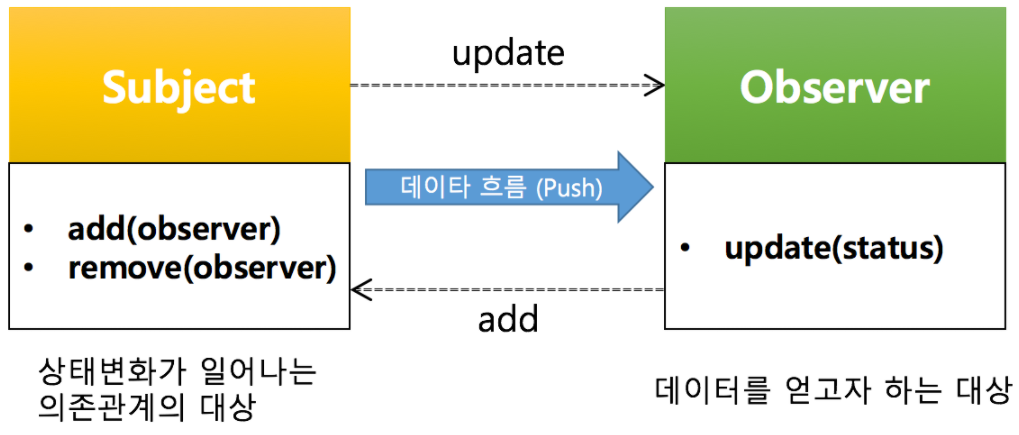 Subject
update
Observer
데이타 흐름 (Push)
• add(observer)
• remove(observer)
• update(status)
add
상태변화가 일어나는
의존관계의 대상
데이터를 얻고자 하는 대상